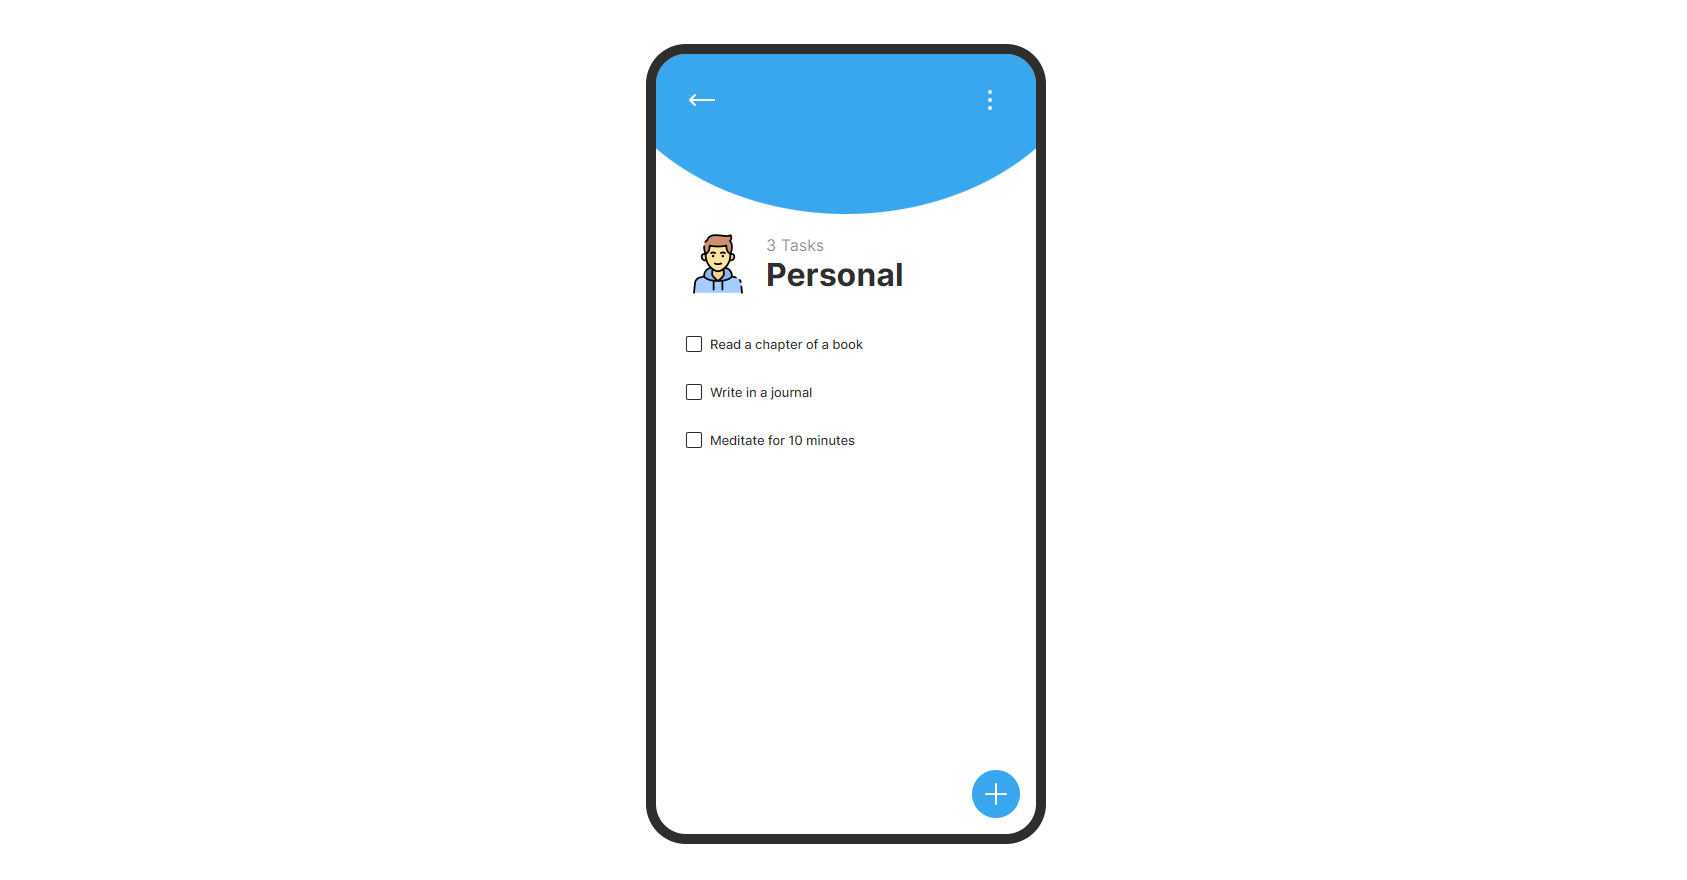 3 Tasks
Personal
Read a chapter of a book
Write in a journal
Meditate for 10 minutes